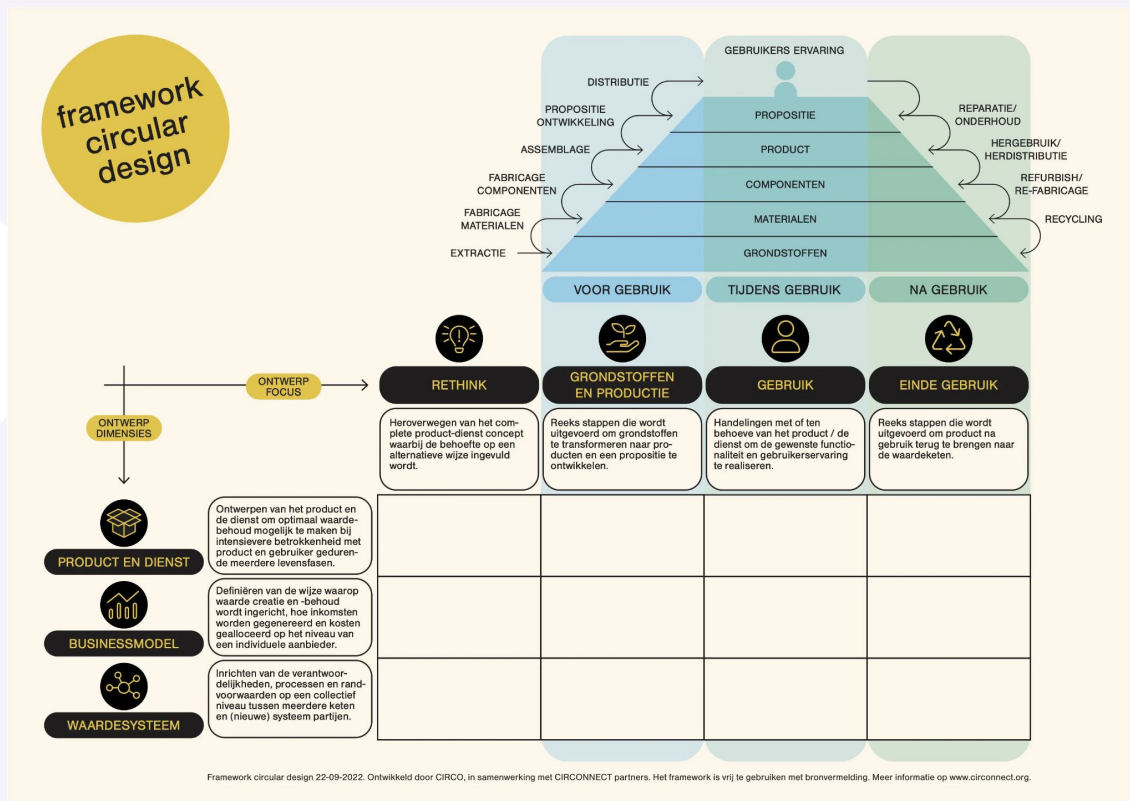 framework
circular
design
GEBRUIKERS ERVARING
DISTRIBUTIE
PROPOSITIE
ONTWIKKELING
ASSEMBLAGE
FABRICAGE
COMPONENTEN
FABRICAGE
MATERIALEN
EXTRACTIE
PROPOSITIE
PRODUCT
COMPONENTEN
MATERIALEN
GRONDSTOFFEN
REPARATIE/
ONDERHOUD
HERGEBRUIK/
HERDISTRIBUTIE
REFURBISH/
RE-FABRICAGE
RECYCLING
VOOR GEBRUIK
TIJDENS GEBRUIK
NA GEBRUIK
ONTWERP
FOCUS
ONTWERP
DIMENSIES
RETHINK
GRONDSTOFFEN
EN PRODUCTIE
GEBRUIK
EINDE GEBRUIK
Heroverwegen van het com-
plete product-dienst concept
waarbij de behoefte op een
alternatieve wijze ingevuld
wordt.
Reeks stappen die wordt
uitgevoerd om grondstoffen
te transformeren naar pro-
ducten en een propositie te
ontwikkelen.
Handelingen met of ten
behoeve van het product / de
dienst om de gewenste functio-
naliteit en gebruikerservaring
te realiseren.
Reeks stappen die wordt
uitgevoerd om product na
gebruik terug te brengen naar
de waardeketen.
PRODUCT EN DIENST
Ontwerpen van het product en
de dienst om optimaal waarde-
behoud mogelijk te maken bij
intensievere betrokkenheid met
product en gebruiker geduren-
de meerdere levensfasen.
BUSINESSMODEL
Definiëren van de wijze waarop
waarde creatie en -behoud
wordt ingericht, hoe inkomsten
worden gegenereerd en kosten
gealloceerd op het niveau van
een individuele aanbieder.
WAARDESYSTEEM
Inrichten van de verantwoor-
delijkheden, processen en rand-
voorwaarden op een collectief
niveau tussen meerdere keten
en (nieuwe) systeem partijen.
Framework circular design 22-09-2022. Ontwikkeld door CIRCO, in samenwerking met CIRCONNECT partners. Het framework is vrij te gebruiken met bronvermelding. Meer informatie op www.circonnect.org.